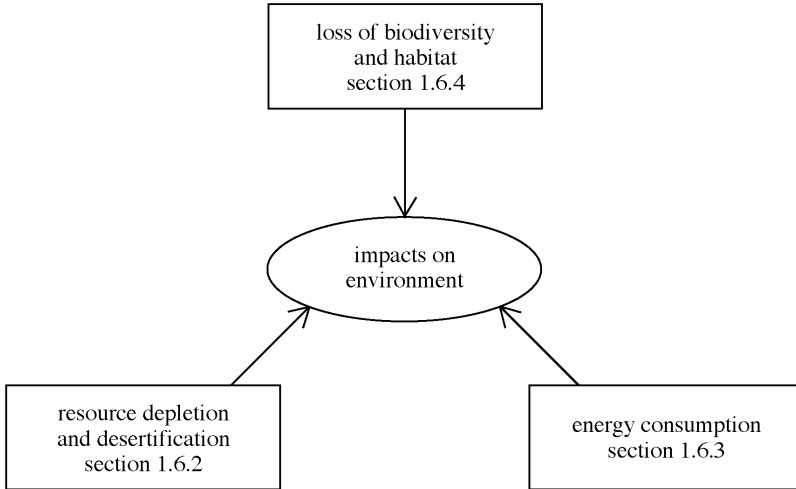 loss of biodiversity
and habitat
section 1.6.4
impacts on
environment
resource depletion
and desertification
section 1.6.2
energy consumption
section 1.6.3